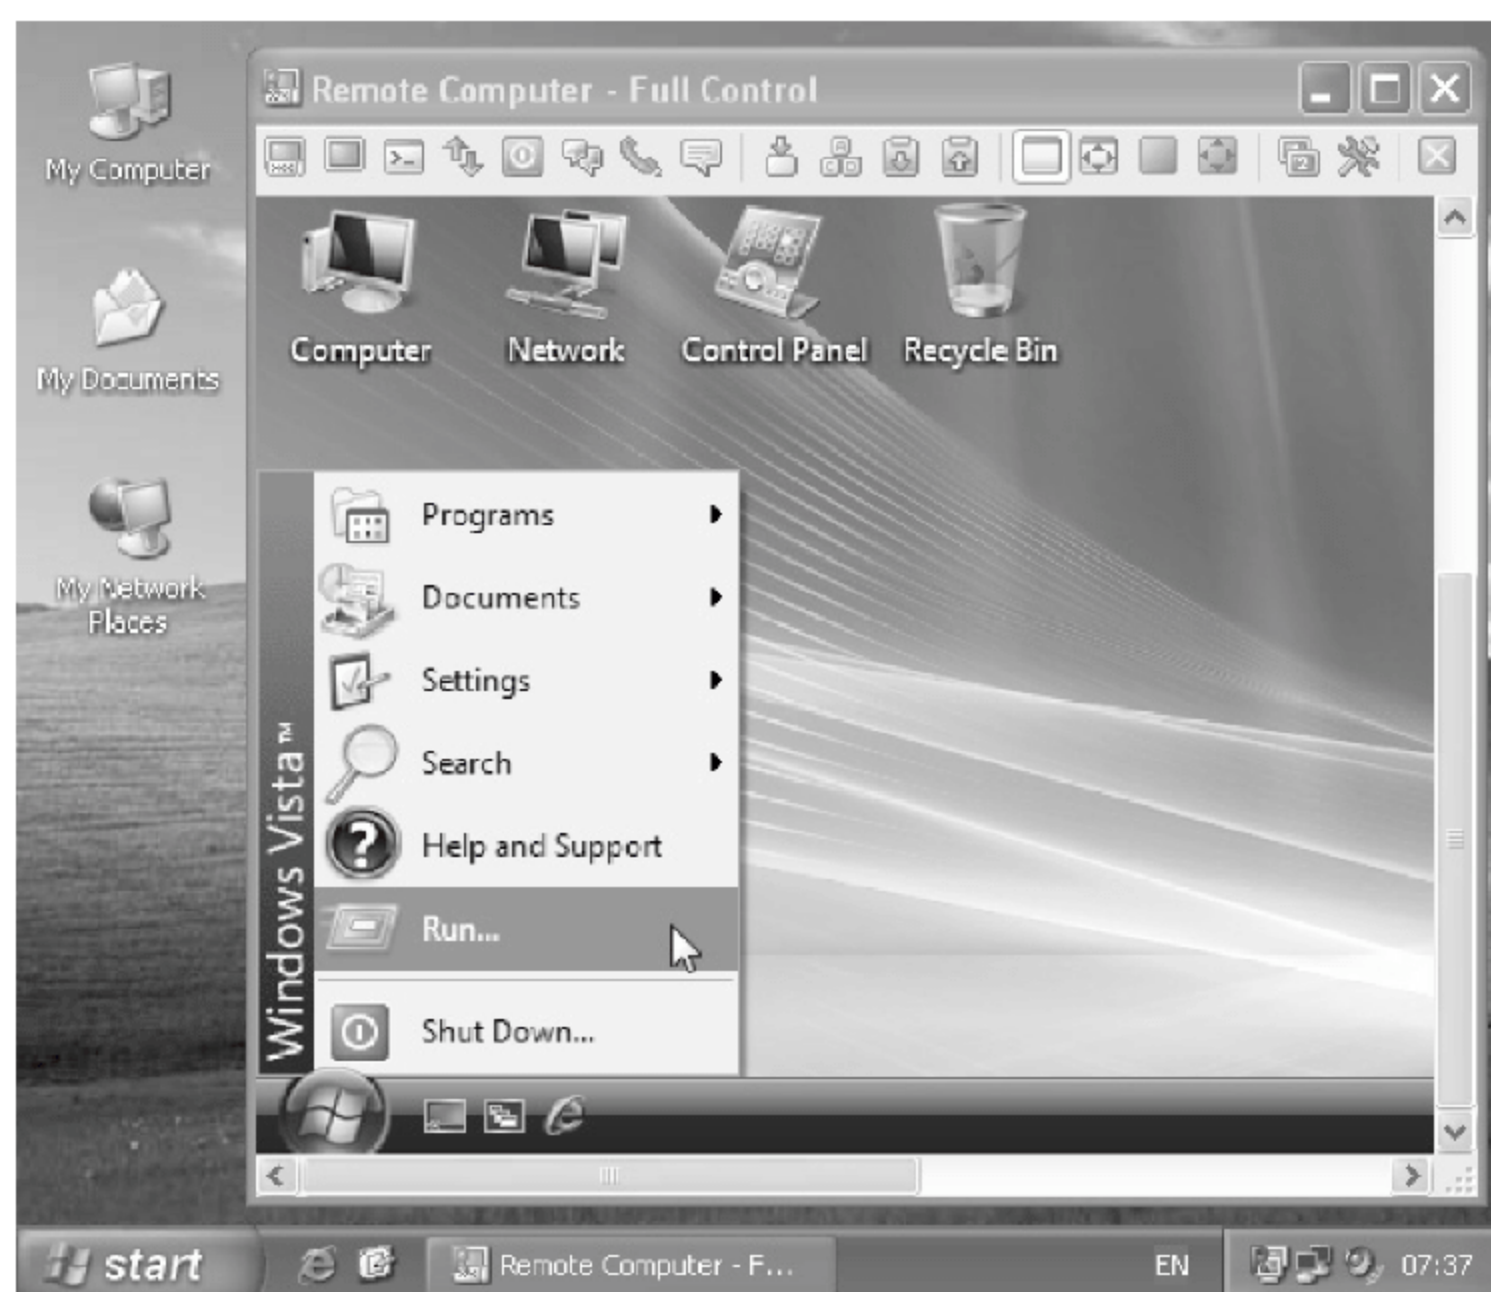 Remote Computer - Full Control
My Computer
My Documents
My Network
Places
Computer
Network
Control Panel
Recycle Bin
Programs
Documents
Settings
Search
Help and Support
Run...
Shut Down...
Windows Vista™
start
Remote Computer - F...
EN
07:37